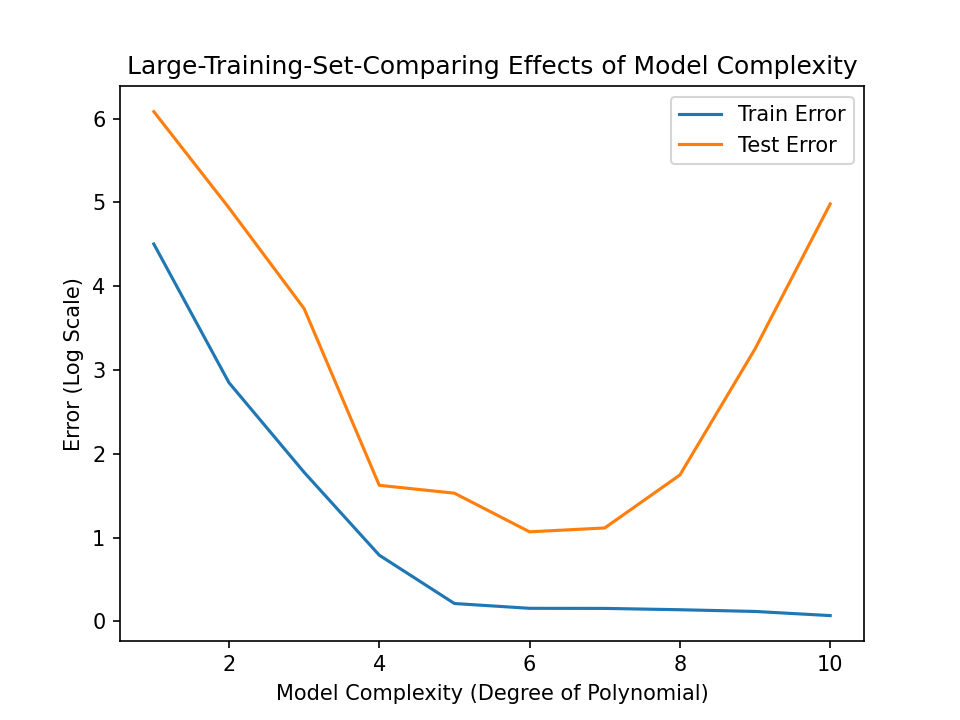 Large-Training-Set-Comparing Effects of Model Complexity
Train Error
Test Error
Error (Log Scale)
6
5
4
3
2
1
0
2 4 6 8 10
Model Complexity (Degree of Polynomial)